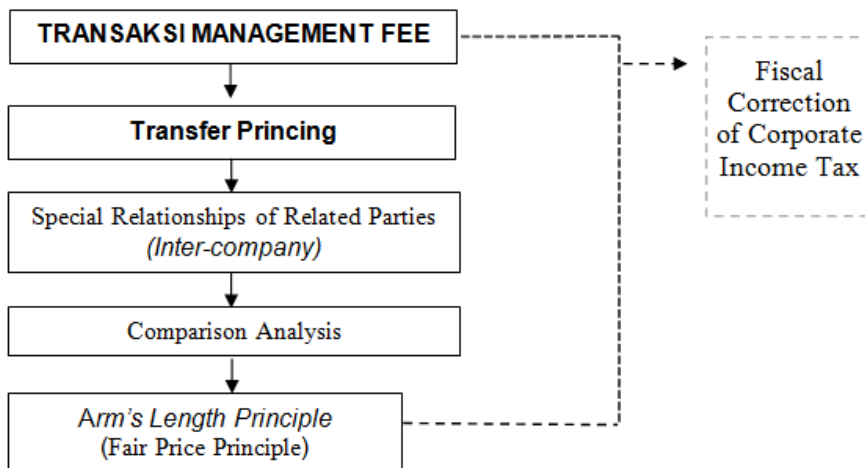 TRANSAKSI MANAGEMENT FEE
Transfer Princing
Special Relationships of Related Parties
(Inter-company)
Comparison Analysis
Arm's Length Principle
(Fair Price Principle)
Fiscal
Correction
of Corporate
Income Tax